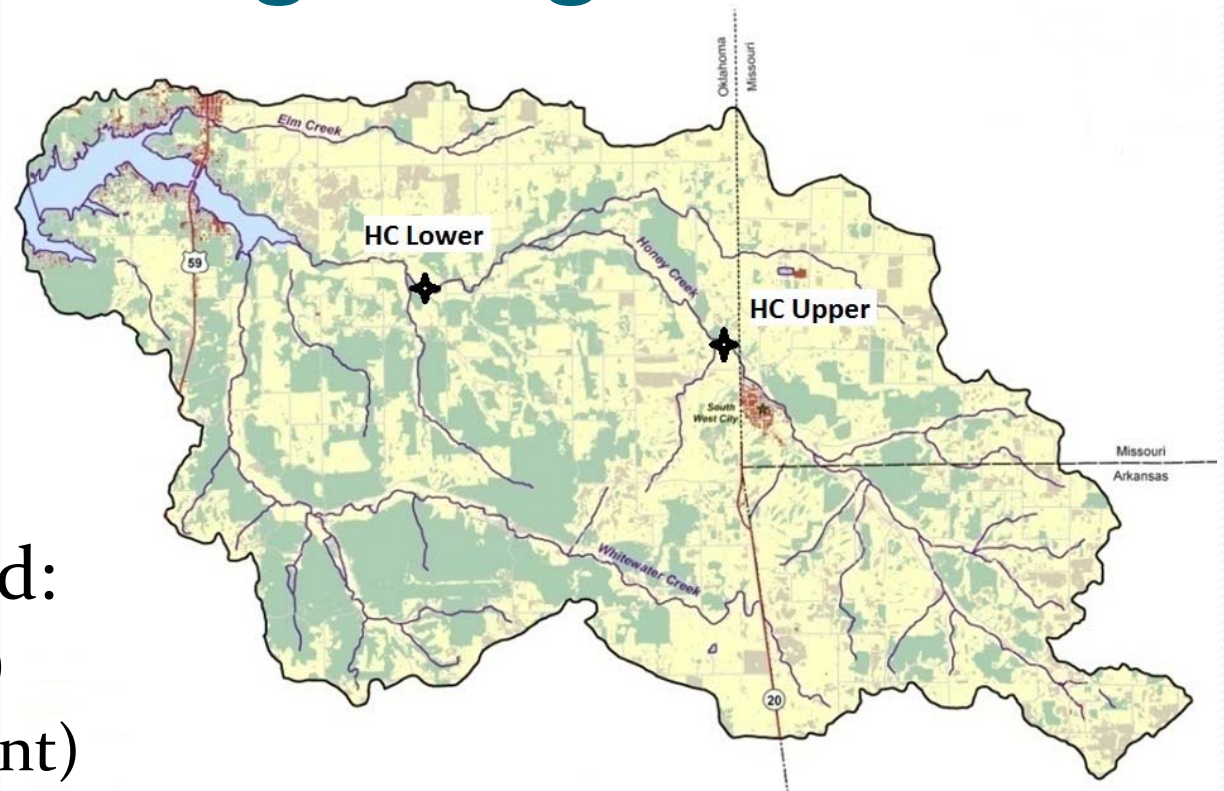 Oklahoma
Missouri
Elm Creek
HC Lower
Honey Creek
59
HC Upper
South
West City
Missouri
Arkansas
d:
Whitewater Creek
)
20
nt)